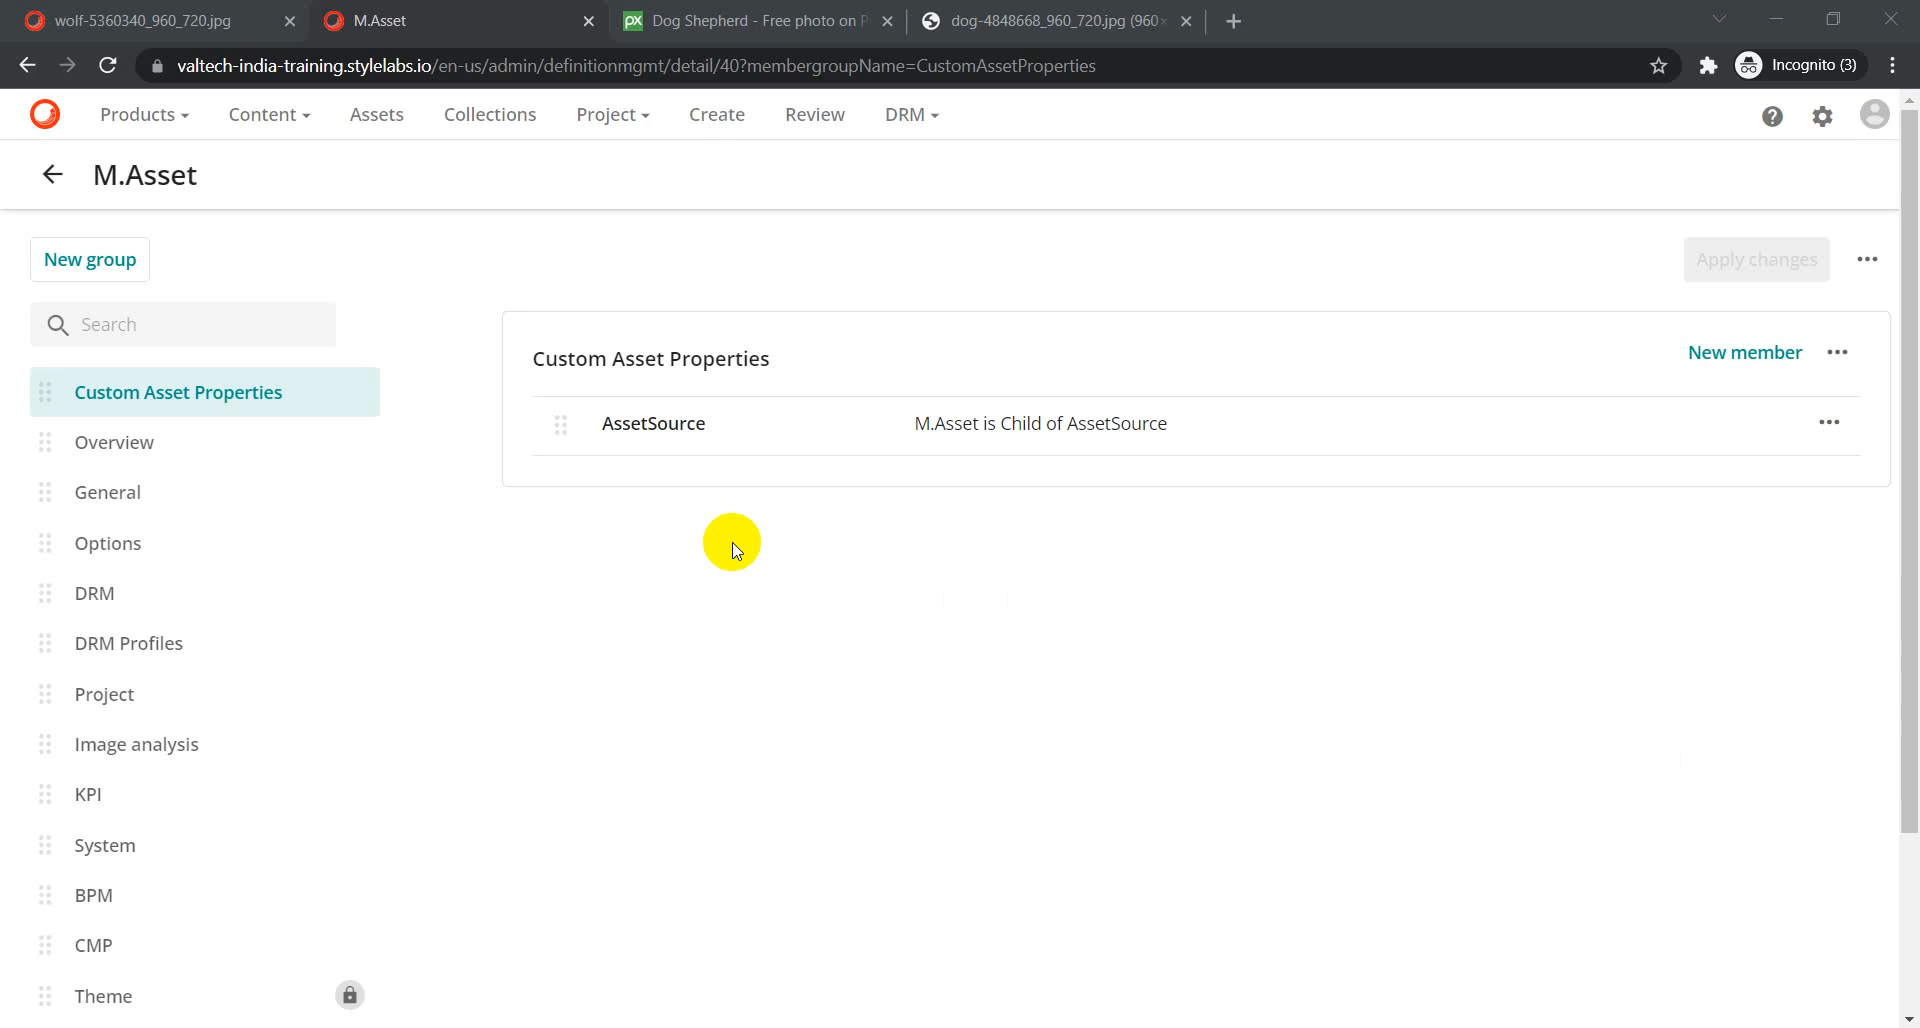 wolf-5360340_960_720.jpg
M.Asset
Dog Shepherd - Free photo on P
dog-4848668_960_720.jpg (960×
valtech-india-training.stylelabs.io/en-us/admin/definitionmgmt/detail/40?membergroupName=CustomAssetProperties
Incognito (3)
Products
Content
Assets
Collections
Project
Create
Review
DRM
M.Asset
New group
Apply changes
Search
Custom Asset Properties
New member
Custom Asset Properties
AssetSource
M.Asset is Child of AssetSource
Overview
General
Options
DRM
DRM Profiles
Project
Image analysis
KPI
System
BPM
CMP
Theme